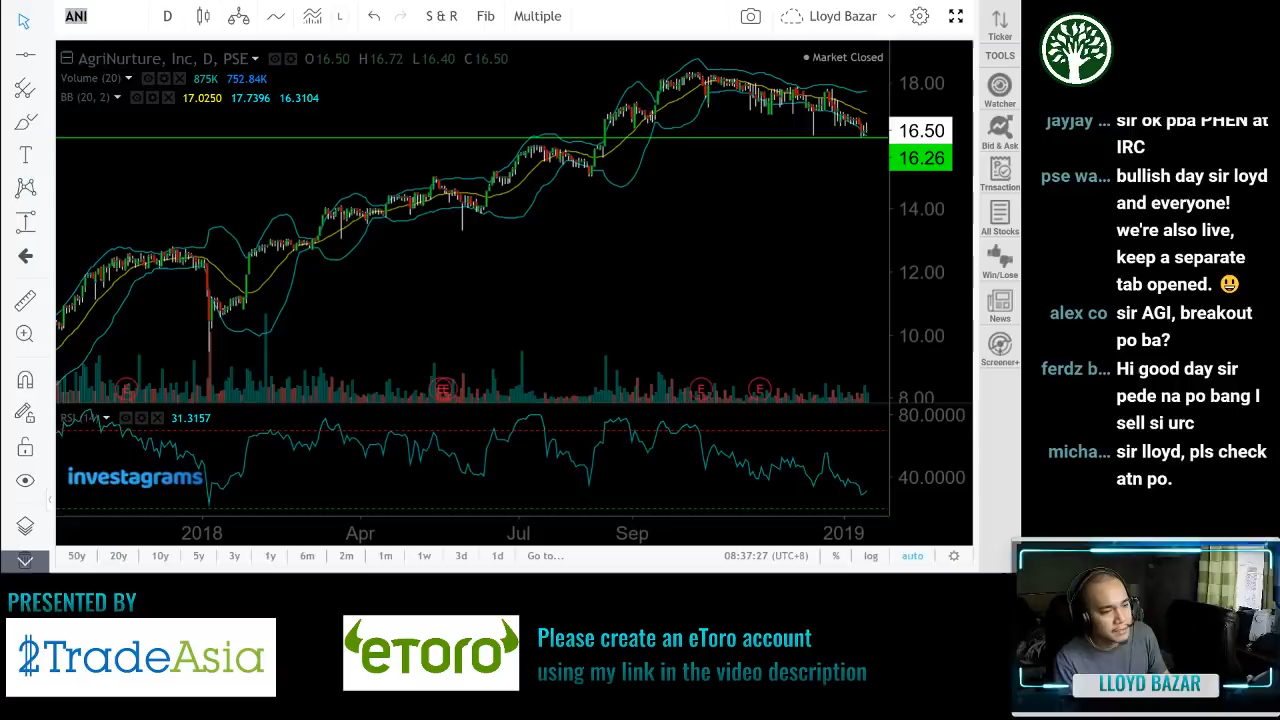 ANI
D
L
S & R
Fib
Multiple
Lloyd Bazar
AgriNurture, Inc, D, PSE
O16.50 H16.72 L16.40 C16.50
Market Closed
Volume (20)
875K 752.84K
BB (20, 2)
17.0250 17.7396 16.3104
18.00
16.50
16.26
14.00
12.00
10.00
8.00
E
EE
E
E
31.3157
80.0000
40.0000
investagrams
2018
Apr
Jul
Sep
2019
50y
20y
10y
5y
3y
1y
6m
2m
1m
1w
3d
1d
Go to...
08:37:27 (UTC+8)
%
log
auto
Ticker
TOOLS
Watcher
Bid & Ask
Trnsaction
All Stocks
Win/Lose
News
Screener+
jayjay ... sir ok pba PHEN at
IRC
pse wa... bullish day sir loyd
and everyone!
we're also live,
keep a separate
tab opened. 😃
alex co sir AGI, breakout
po ba?
ferdz b... Hi good day sir
pede na po bang I
sell si urc
micha... sir lloyd, pls check
atn po.
PRESENTED BY
2TradeAsia
eToro
Please create an eToro account
using my link in the video description
LLOYD BAZAR